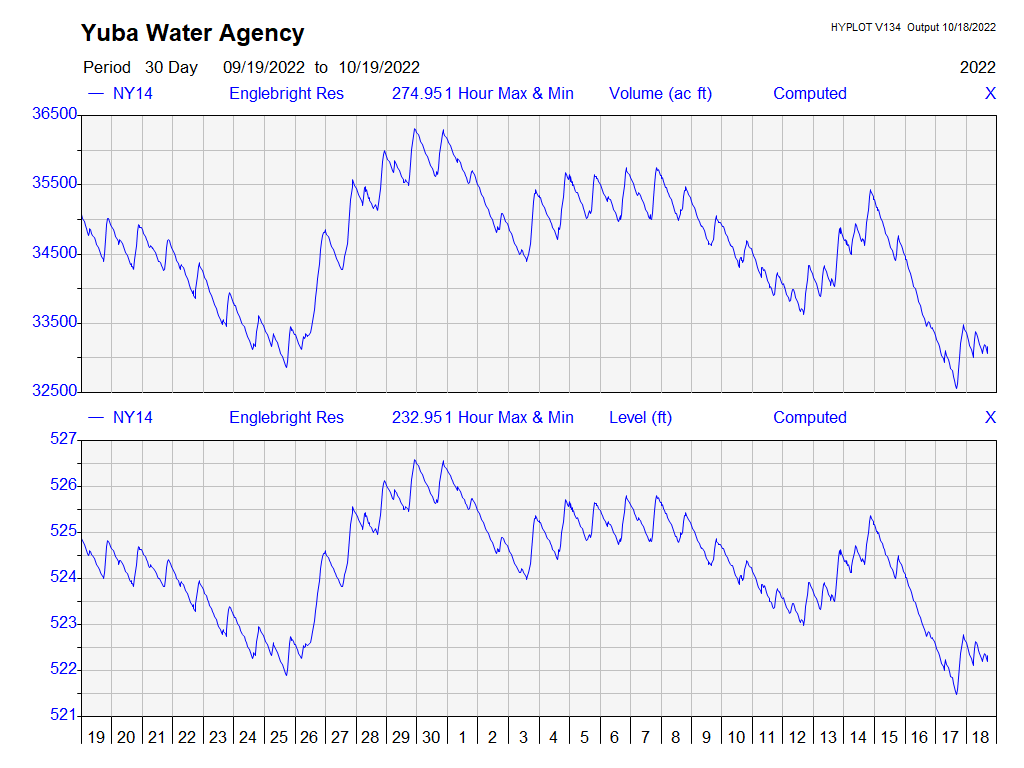 Yuba Water Agency
HYPLOT V134 Output 10/18/2022
Period 30 Day 09/19/2022 to 10/19/2022
2022
NY14 Englebright Res 274.951 Hour Max & Min Volume (ac ft) Computed X
36500
35500
34500
33500
32500
NY14 Englebright Res 232.951 Hour Max & Min Level (ft) Computed X
527
526
525
524
523
522
521
19 20 21 22 23 24 25 26 27 28 29 30 1 2 3 4 5 6 7 8 9 10 11 12 13 14 15 16 17 18